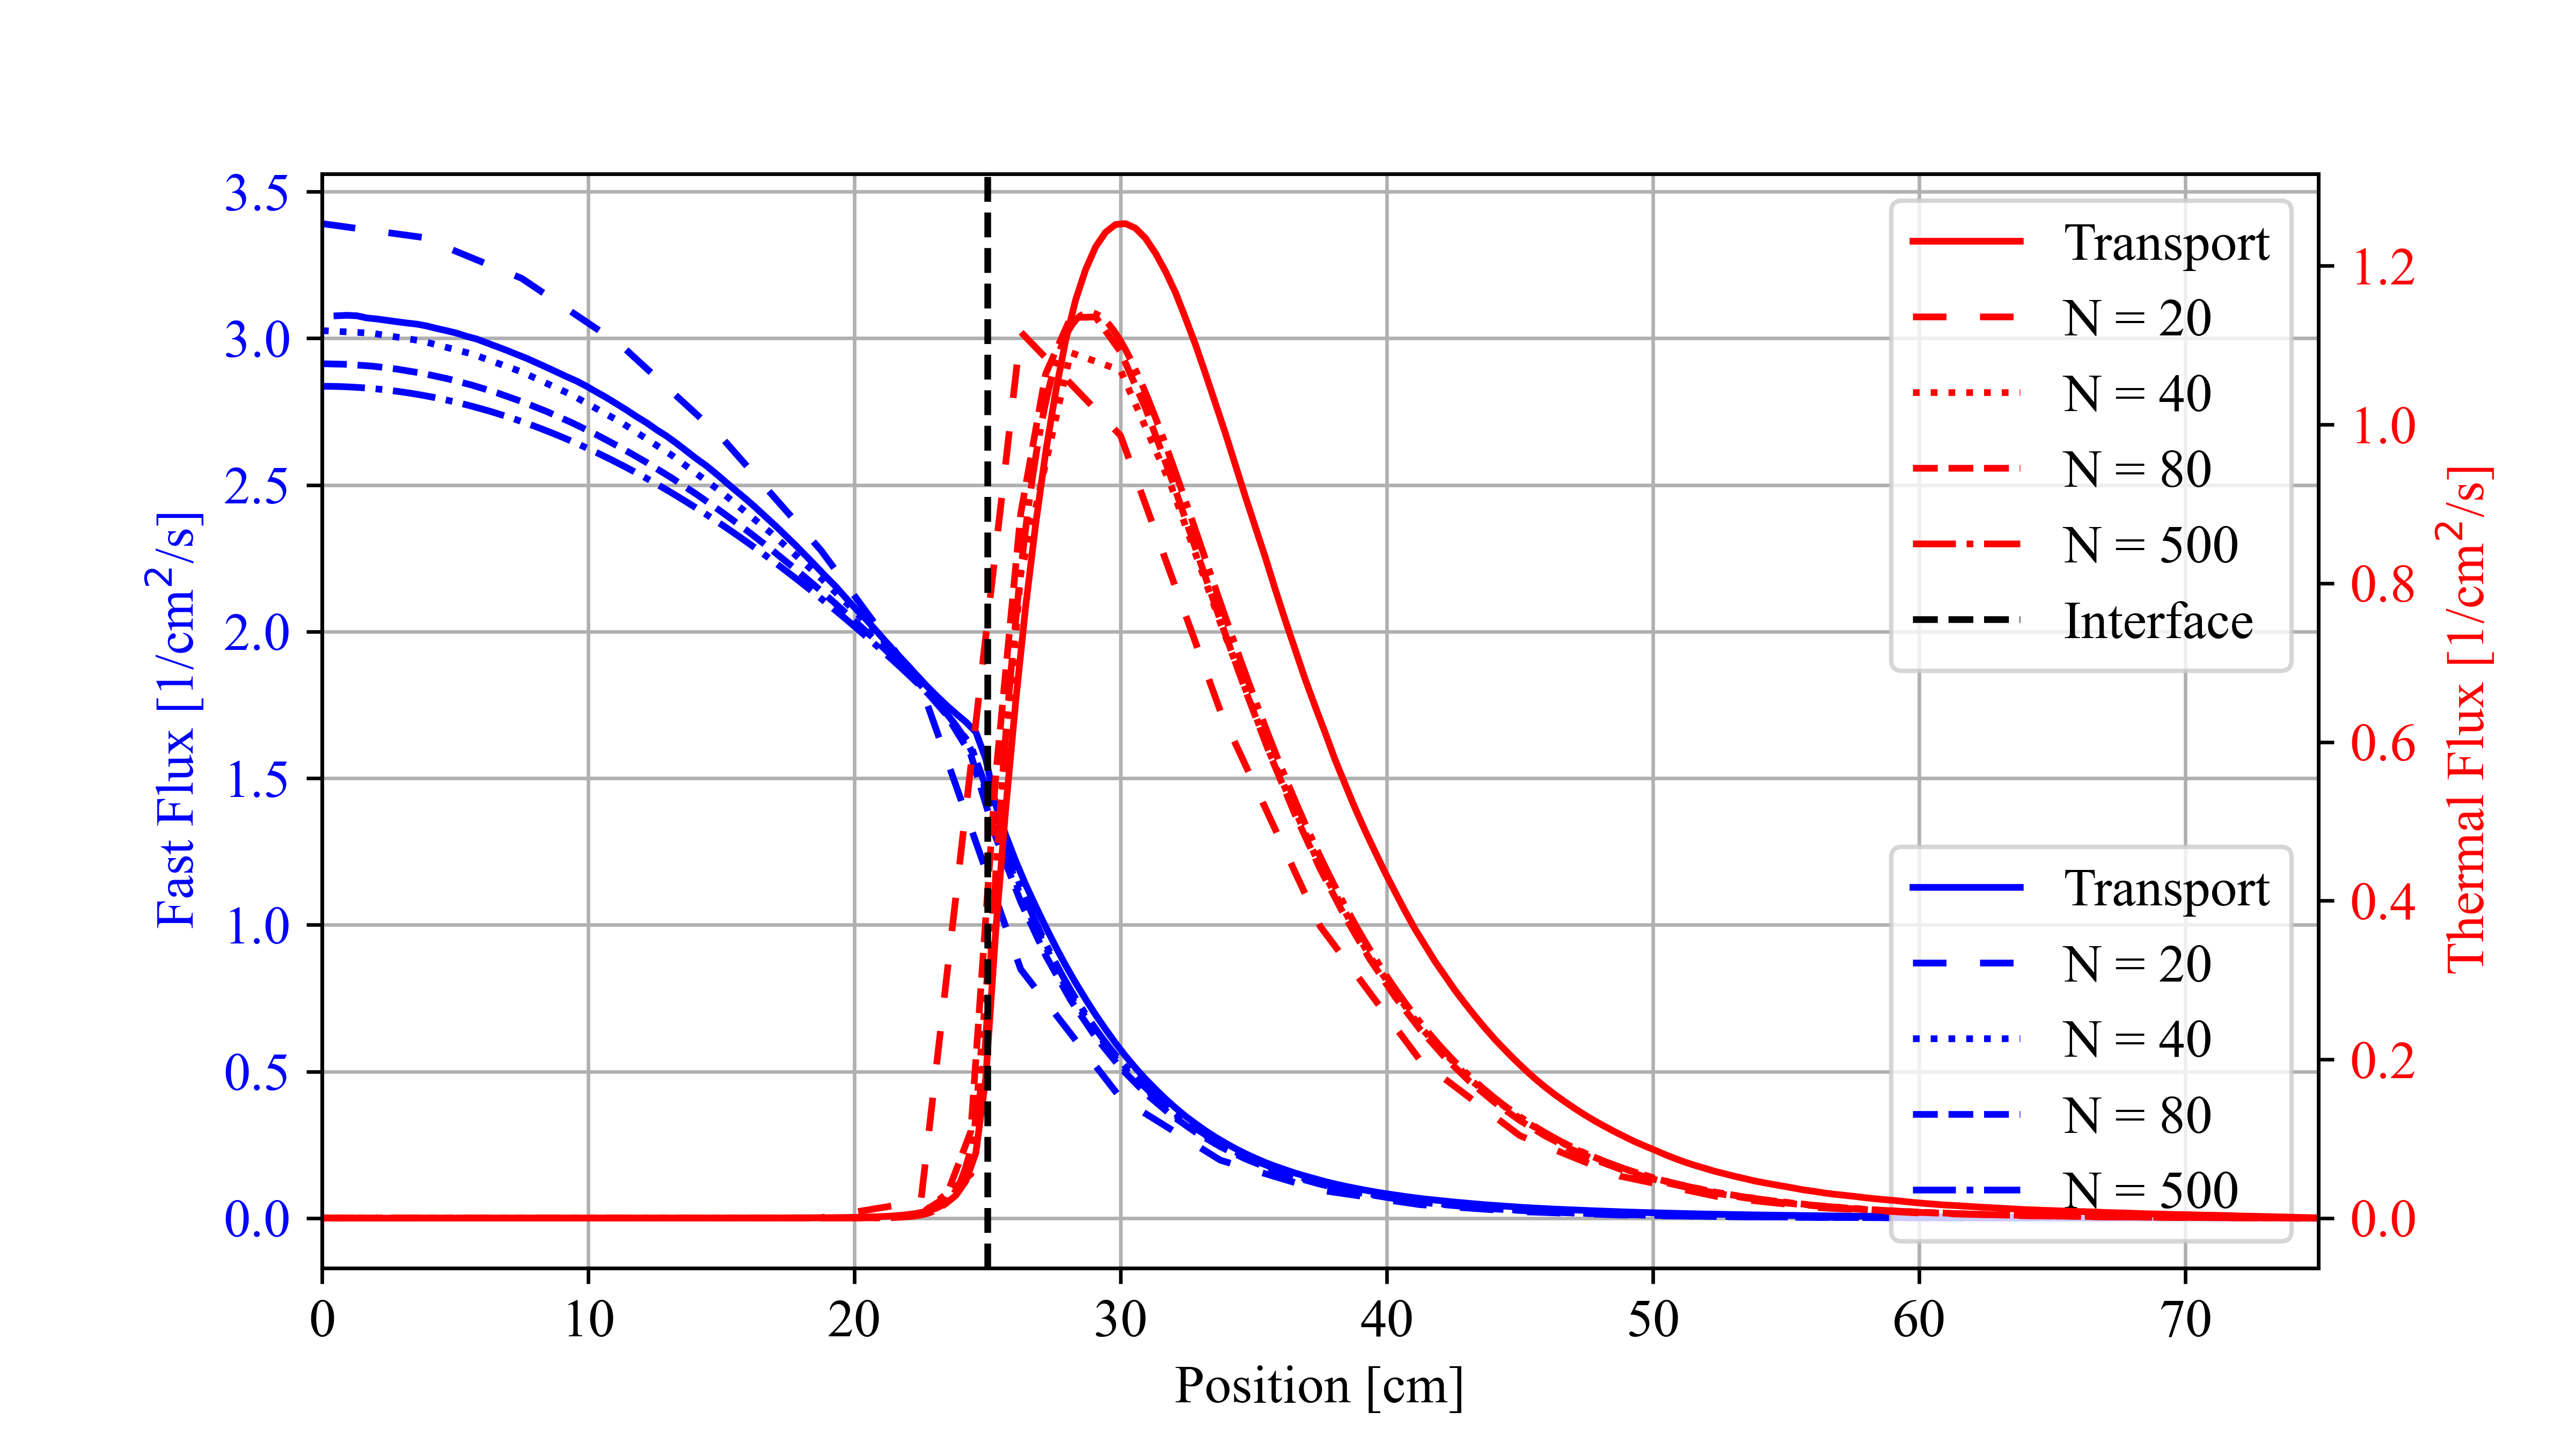 3.5
3.0
2.5
2.0
1.5
1.0
0.5
0.0
Fast Flux [1/cm²/s]
0
10
20
30
40
50
60
70
Position [cm]
1.2
1.0
0.8
0.6
0.4
0.2
0.0
Thermal Flux [1/cm²/s]
Transport
N = 20
N = 40
N = 80
N = 500
Interface
Transport
N = 20
N = 40
N = 80
N = 500